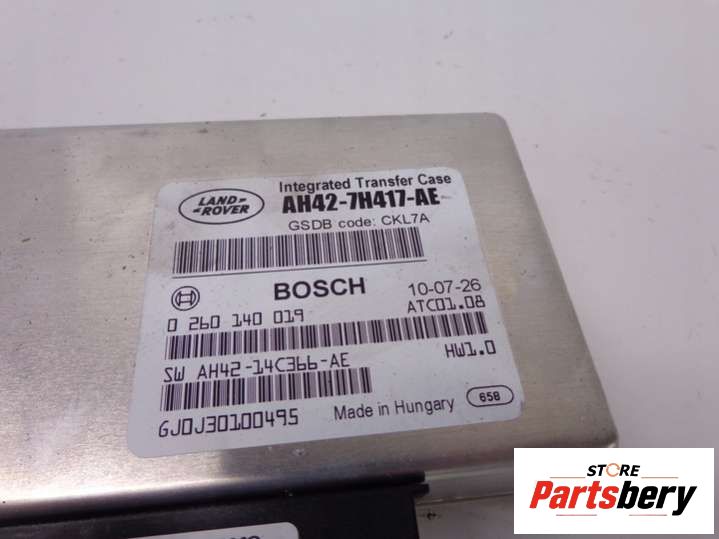 LAND-
-ROVER
Integrated Transfer Case
AH42-7H417-AE
GSDB code: CKL7A
BOSCH
10-07-26
0 260 140 019
ATC01.08
SW AH42-14C366-AE
HW1.0
GJ0J30100495
Made in Hungary
658
STORE
Partsbery